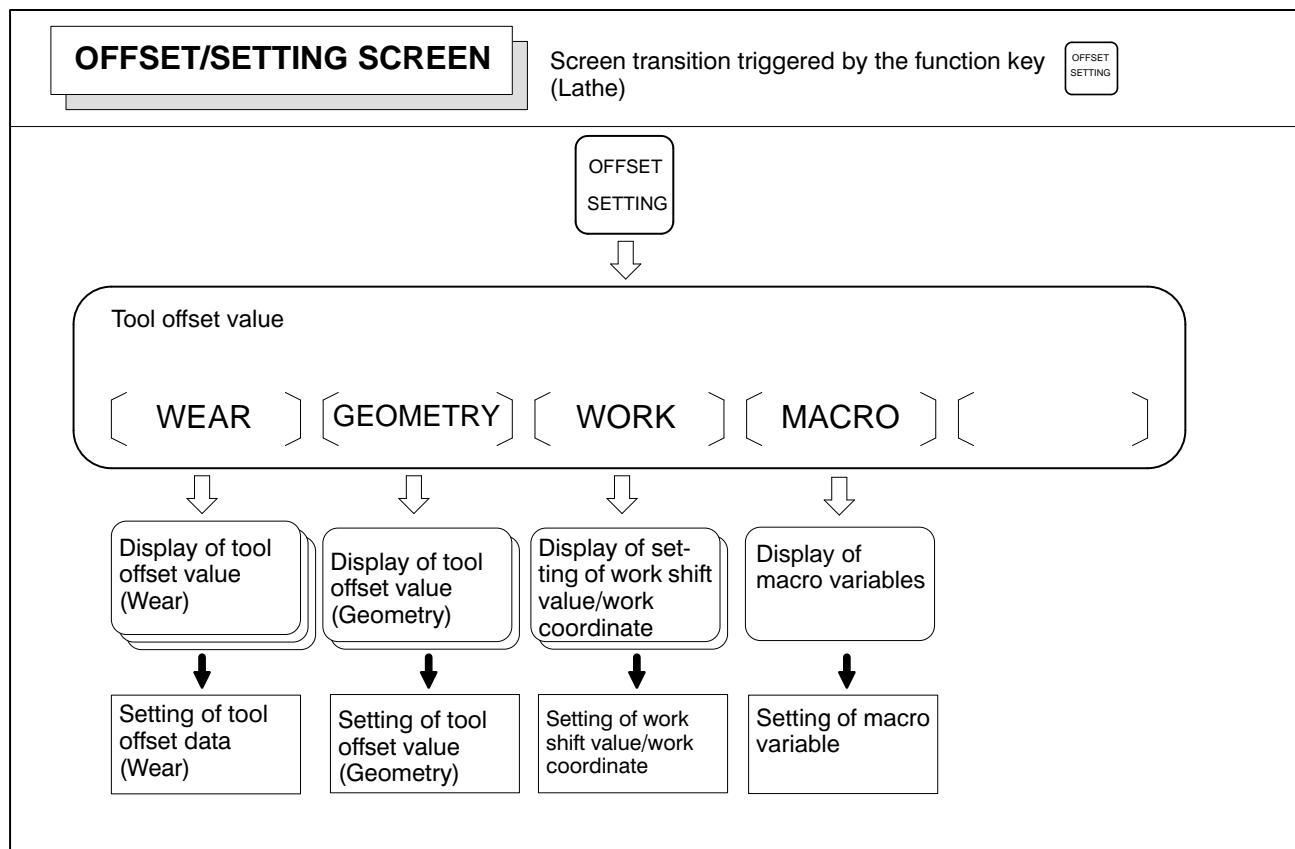 OFFSET/SETTING SCREEN
Screen transition triggered by the function key
(Lathe)
OFFSET
SETTING
OFFSET
SETTING
Tool offset value
WEAR
GEOMETRY
WORK
MACRO
Display of tool
offset value
(Wear)
Display of tool
offset value
(Geometry)
Display of set-
ting of work shift
value/work
coordinate
Display of
macro variables
Setting of tool
offset data
(Wear)
Setting of tool
offset value
(Geometry)
Setting of work
shift value/work
coordinate
Setting of macro
variable